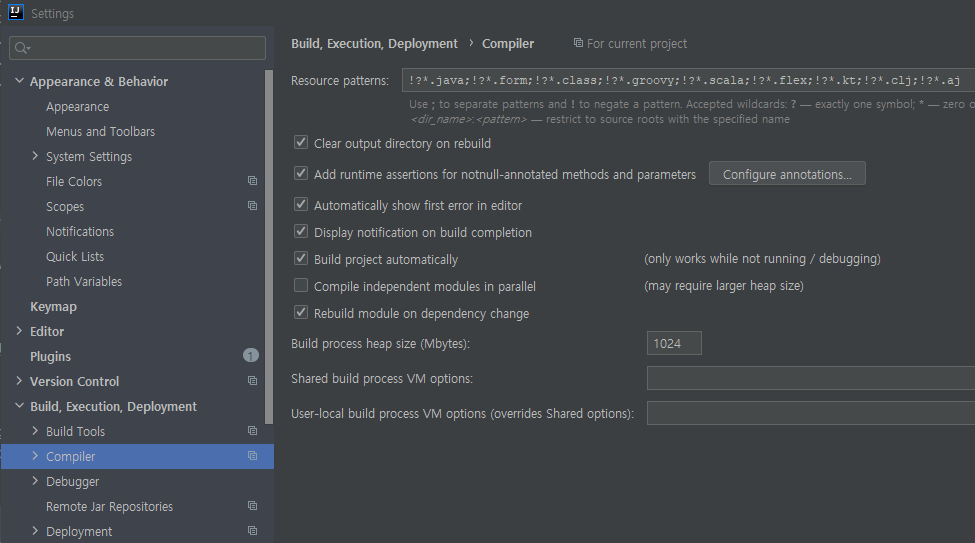 Settings
Appearance & Behavior
Appearance
Menus and Toolbars
System Settings
File Colors
Scopes
Notifications
Quick Lists
Path Variables
Keymap
Editor
Plugins 1
Version Control
Build, Execution, Deployment
Build Tools
Compiler
Debugger
Remote Jar Repositories
Deployment
Build, Execution, Deployment › Compiler For current project
Resource patterns: !?*.java;!?*.form;!?*.class;!?*.groovy;!?*.scala;!?*.flex;!?*.kt;!?*.clj;!?*.aj
Use ; to separate patterns and ! to negate a pattern. Accepted wildcards: ? — exactly one symbol; * — zero o
<dir_name>:<pattern> — restrict to source roots with the specified name
Clear output directory on rebuild
Add runtime assertions for notnull-annotated methods and parameters Configure annotations...
Automatically show first error in editor
Display notification on build completion
Build project automatically (only works while not running / debugging)
Compile independent modules in parallel (may require larger heap size)
Rebuild module on dependency change
Build process heap size (Mbytes): 1024
Shared build process VM options:
User-local build process VM options (overrides Shared options):